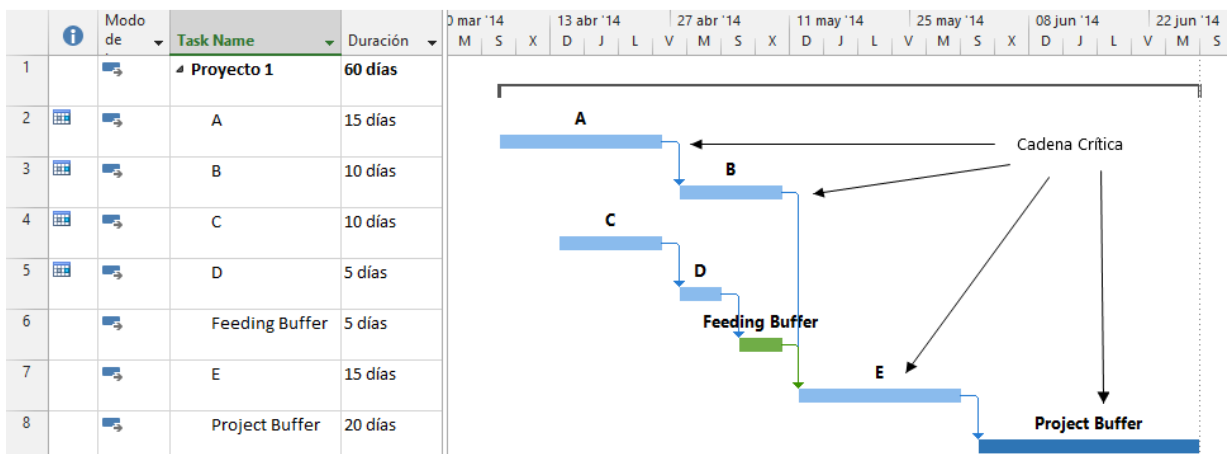 Modo de
Task Name
Duración
0 mar '14 13 abr '14 27 abr '14 11 may '14 25 may '14 08 jun '14 22 jun '14
M S X D J L V M S X D J L V M S X D J L V M S
1 Proyecto 1 60 días
2 A 15 días
3 B 10 días
4 C 10 días
5 D 5 días
6 Feeding Buffer 5 días
7 E 15 días
8 Project Buffer 20 días
A
Cadena Crítica
B
C
D
Feeding Buffer
E
Project Buffer